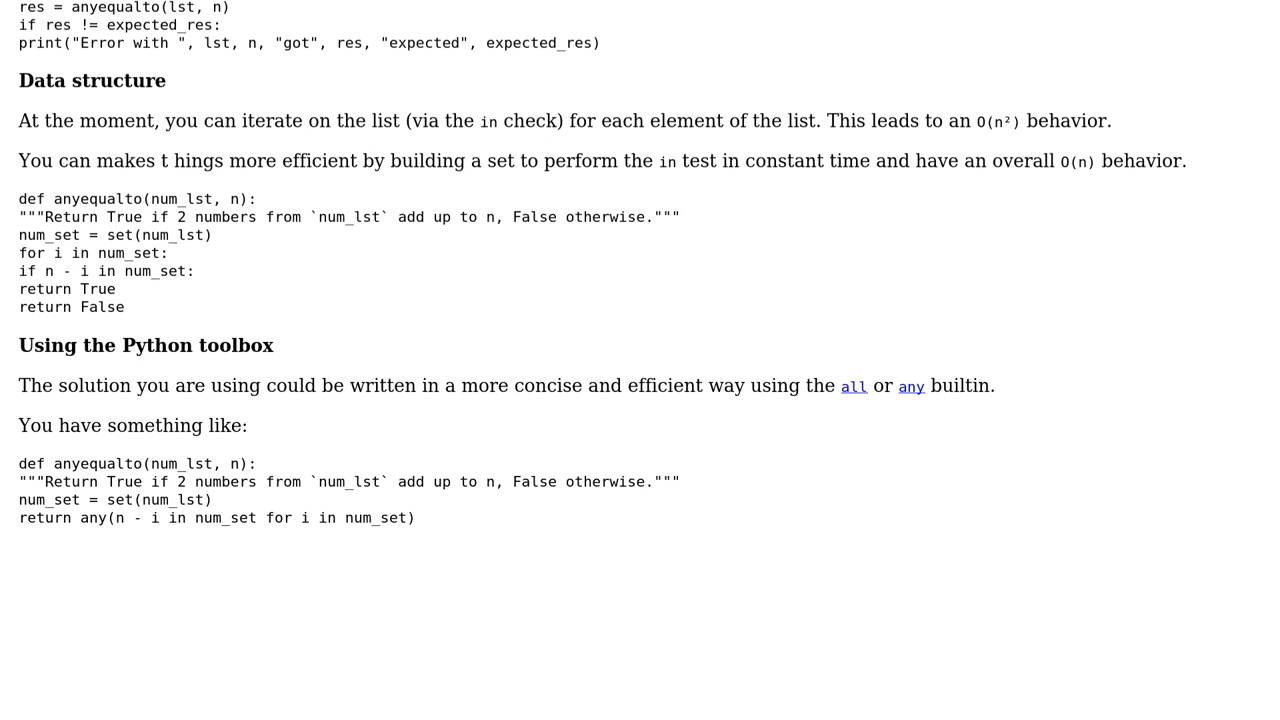 res = anyequalto(lst, n)
if res != expected_res:
print("Error with ", lst, n, "got", res, "expected", expected_res)
Data structure
At the moment, you can iterate on the list (via the in check) for each element of the list. This leads to an O(n²) behavior.
You can makes t hings more efficient by building a set to perform the in test in constant time and have an overall O(n) behavior.
def anyequalto(num_lst, n):
"""Return True if 2 numbers from `num_lst` add up to n, False otherwise."""
num_set = set(num_lst)
for i in num_set:
if n - i in num_set:
return True
return False
Using the Python toolbox
The solution you are using could be written in a more concise and efficient way using the all or any builtin.
You have something like:
def anyequalto(num_lst, n):
"""Return True if 2 numbers from `num_lst` add up to n, False otherwise."""
num_set = set(num_lst)
return any(n - i in num_set for i in num_set)